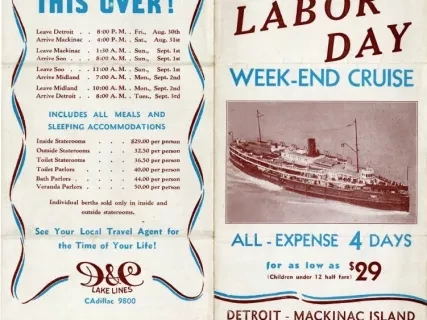 THIS OVER!
Leave Detroit . . 8:00 P. M. Fri., Aug. 30th
Arrive Mackinac . 4:00 P. M. Sat., Aug. 31st
Leave Mackinac . 1:30 A. M. Sun., Sept. 1st
Arrive Soo . . . 8:00 A. M. Sun., Sept. 1st
Leave Soo . . . 11:00 A. M. Sun., Sept. 1st
Arrive Midland . 7:00 A. M. Mon., Sept. 2nd
Leave Midland . 10:00 A. M. Mon., Sept. 2nd
Arrive Detroit . . 8:00 A. M. Tues., Sept. 3rd
INCLUDES ALL MEALS AND
SLEEPING ACCOMMODATIONS
Inside Staterooms . . . $29.00 per person
Outside Staterooms . . . 32.50 per person
Toilet Staterooms . . . 36.50 per person
Toilet Parlors . . . 40.00 per person
Bath Parlors . . . . 44.00 per person
Veranda Parlors . . . 50.00 per person
Individual berths sold only in inside and
outside staterooms.
See Your Local Travel Agent for
the Time of Your Life!
D&C
LAKE LINES
CAdillac 9800
LABOR
DAY
WEEK-END CRUISE
ALL - EXPENSE 4 DAYS
for as low as $29
(Children under 12 half fare)
DETROIT - MACKINAC ISLAND